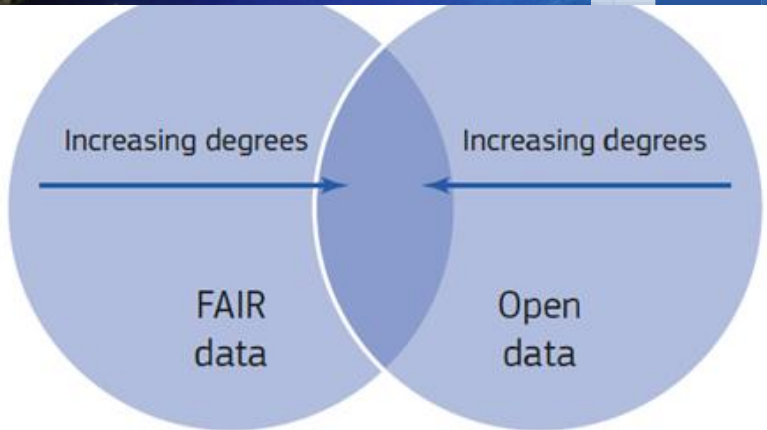 Increasing degrees
Increasing degrees
FAIR
data
Open
data